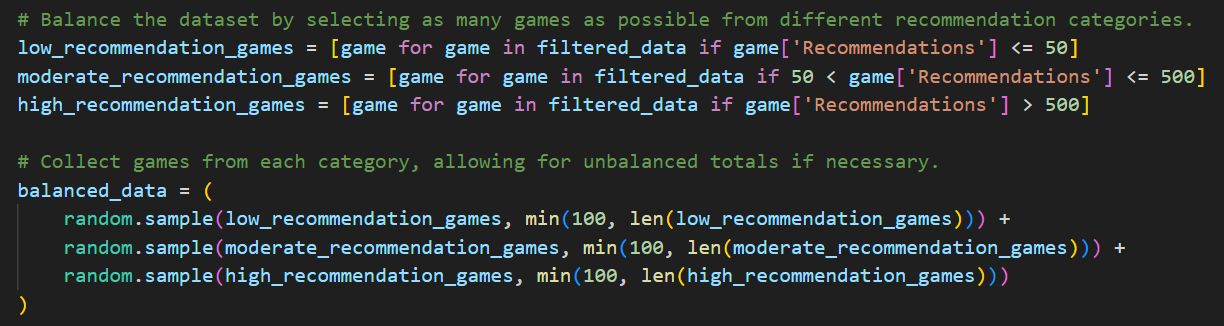 # Balance the dataset by selecting as many games as possible from different recommendation categories.
low_recommendation_games = [game for game in filtered_data if game['Recommendations'] <= 50]
moderate_recommendation_games = [game for game in filtered_data if 50 < game['Recommendations'] <= 500]
high_recommendation_games = [game for game in filtered_data if game['Recommendations'] > 500]

# Collect games from each category, allowing for unbalanced totals if necessary.
balanced_data = (
    random.sample(low_recommendation_games, min(100, len(low_recommendation_games))) +
    random.sample(moderate_recommendation_games, min(100, len(moderate_recommendation_games))) +
    random.sample(high_recommendation_games, min(100, len(high_recommendation_games)))
)